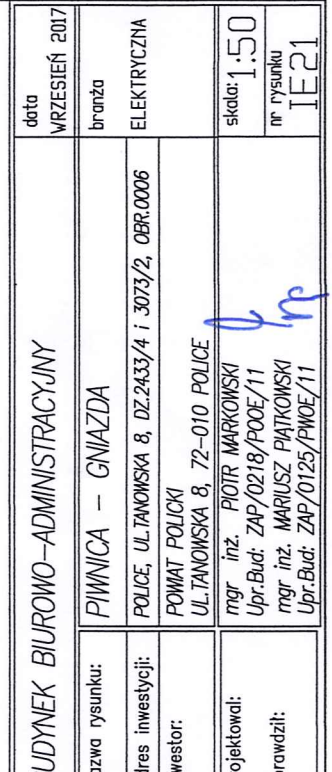 UDYNEK BIUROWO-ADMINISTRACYJNY
data
WRZESIEŃ 2017
azwa rysunku:
PIWNICA - GNIAZDA
branża
ELEKTRYCZNA
dres inwestycji:
POLICE, UL.TANOWSKA 8, DZ.2433/4 i 3073/2, OBR.0006
westor:
POWIAT POLICKI
UL.TANOWSKA 8, 72-010 POLICE
ojektował:
mgr inż. PIOTR MARKOWSKI
Upr.Bud: ZAP/0218/POOE/11
skala: 1:50
rawdził:
mgr inż. MARIUSZ PIĄTKOWSKI
Upr.Bud: ZAP/0125/PWOE/11
nr rysunku
IE21